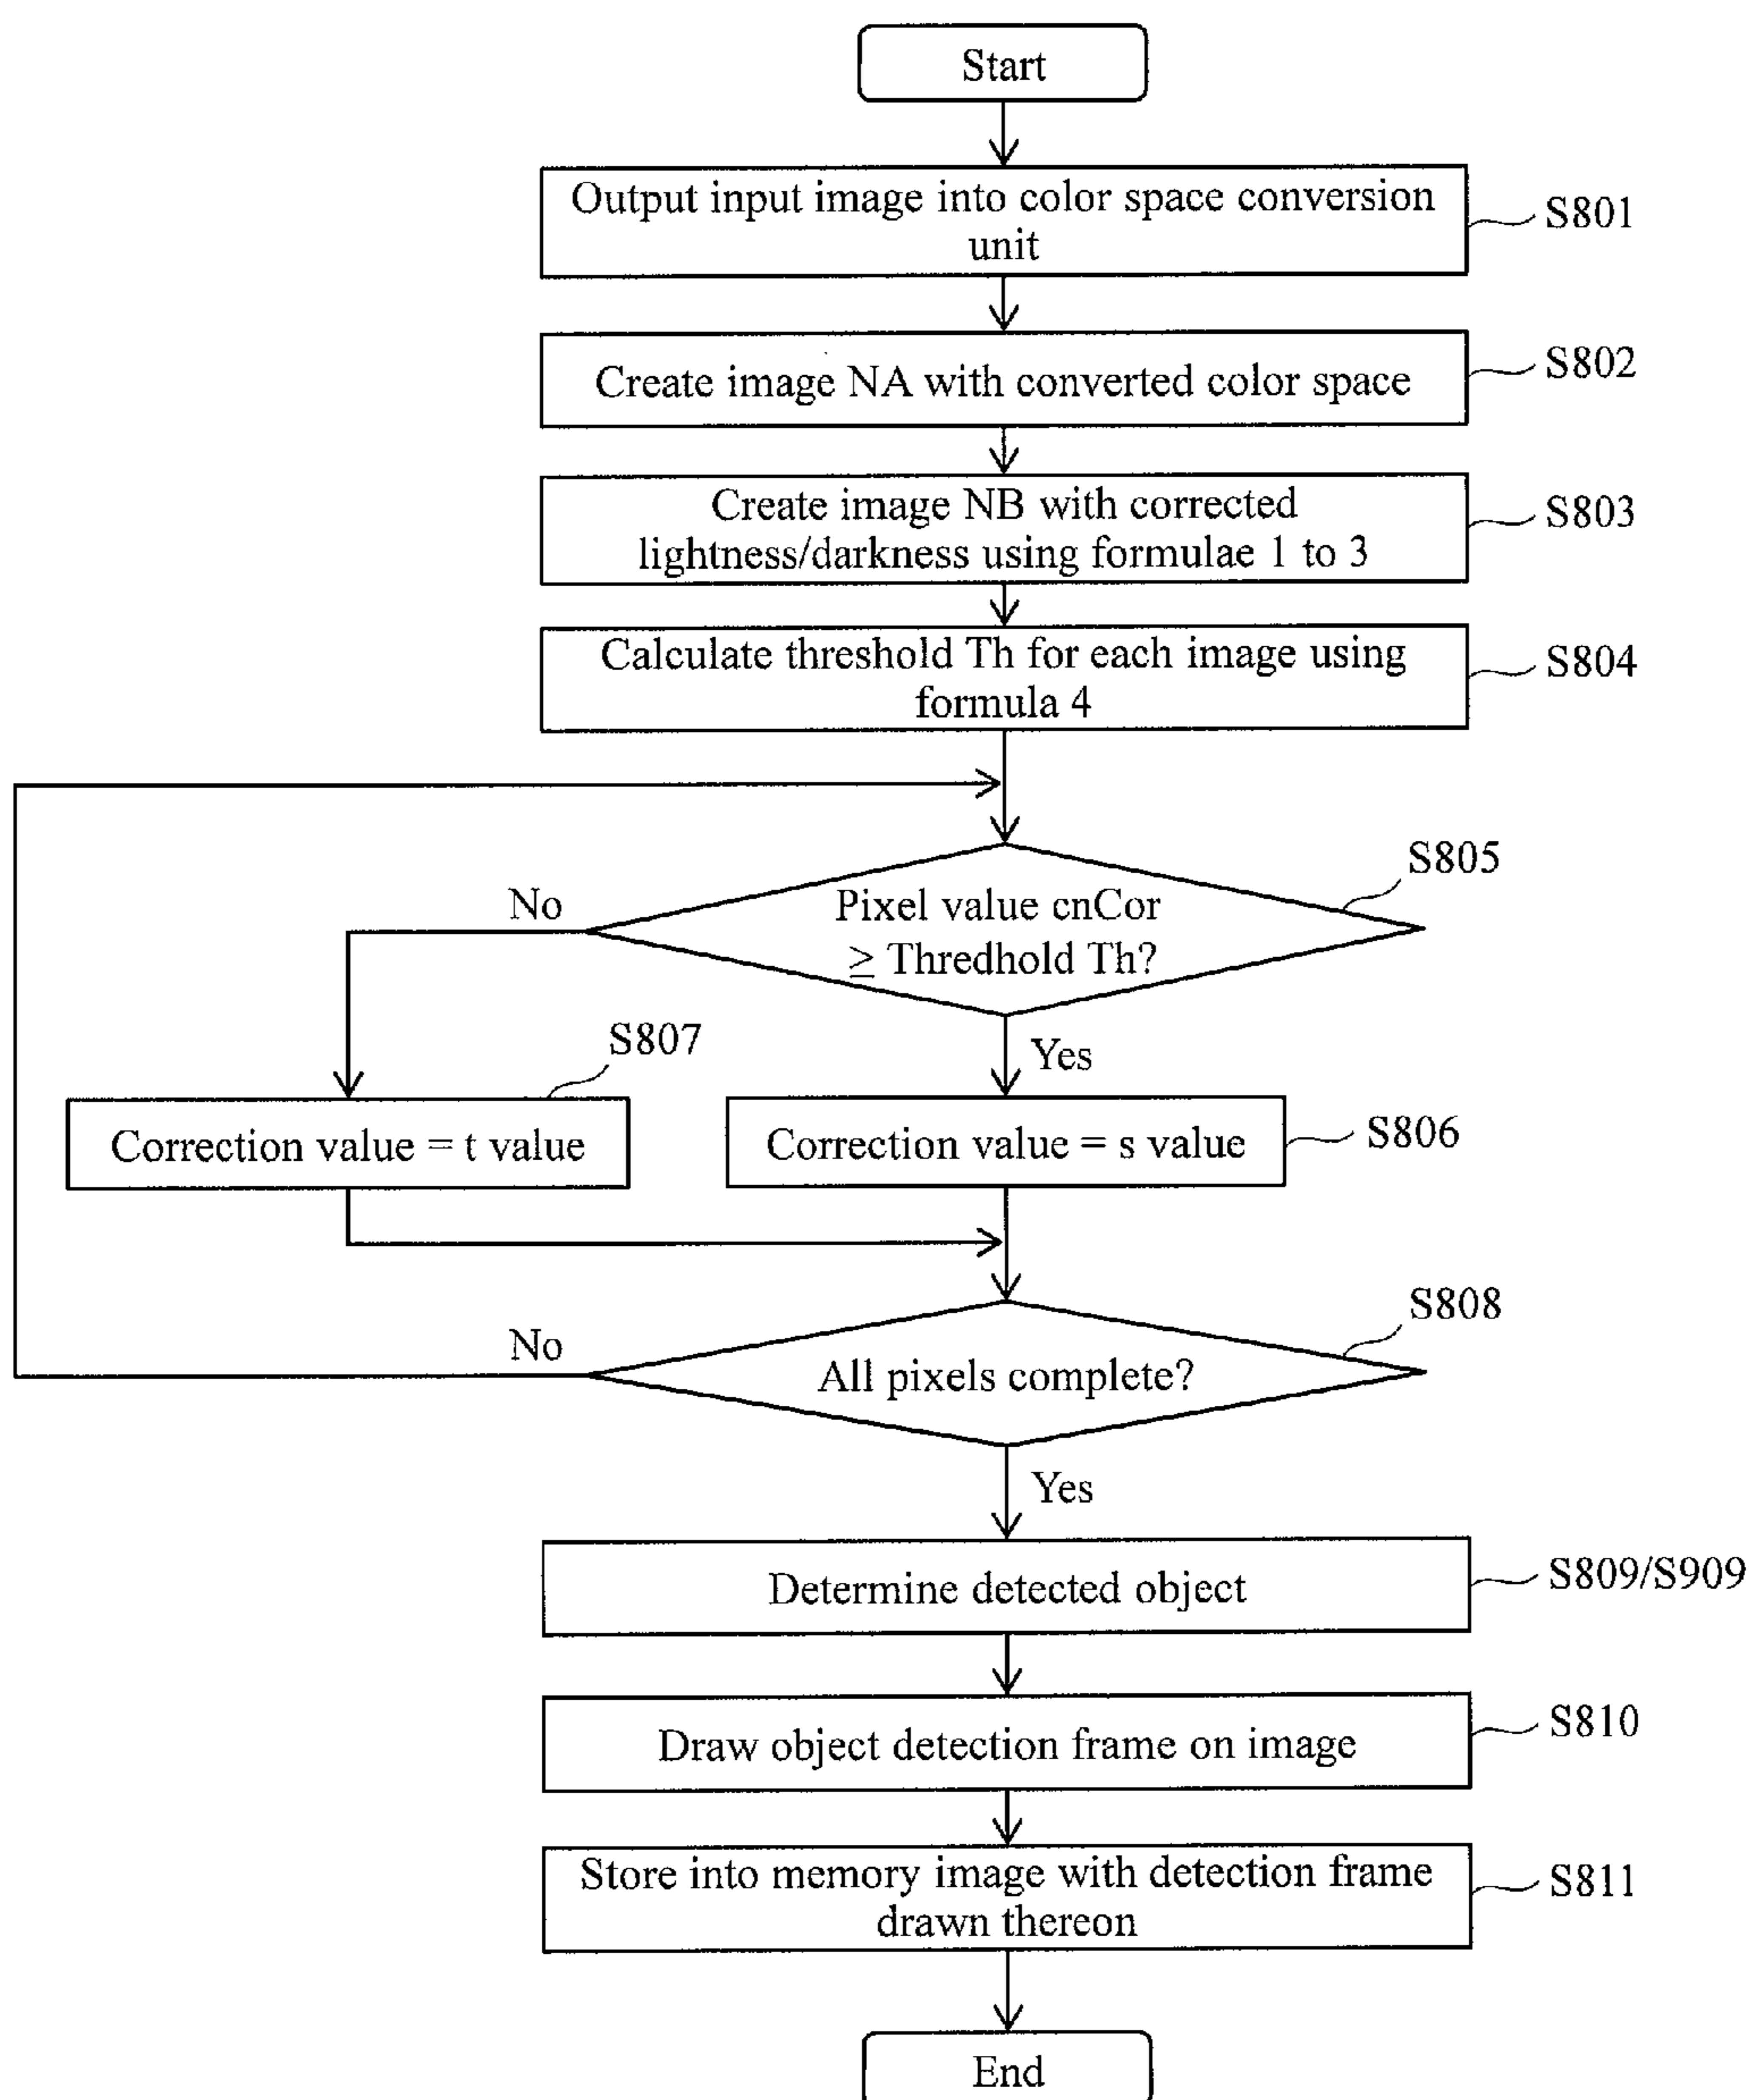 Start
Output input image into color space conversion
unit
S801
Create image NA with converted color space
S802
Create image NB with corrected
lightness/darkness using formulae 1 to 3
S803
Calculate threshold Th for each image using
formula 4
S804
S805
No
Pixel value cnCor
≥ Thredhold Th?
S807
Yes
Correction value = t value
Correction value = s value
S806
S808
No
All pixels complete?
Yes
Determine detected object
S809/S909
Draw object detection frame on image
S810
Store into memory image with detection frame
drawn thereon
S811
End